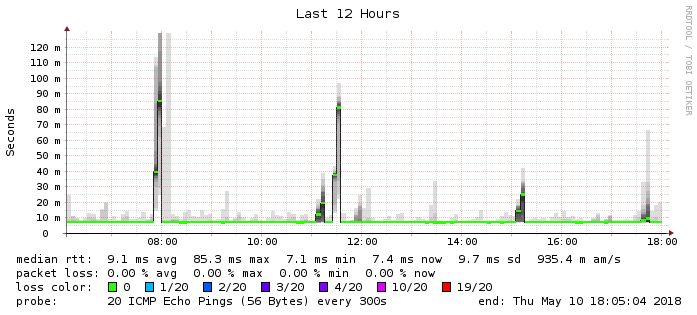 Last 12 Hours
RRDTOOL / TOBI OETIKER
Seconds
120 m
110 m
100 m
90 m
80 m
70 m
60 m
50 m
40 m
30 m
20 m
10 m
0
08:00 10:00 12:00 14:00 16:00 18:00
median rtt: 9.1 ms avg 85.3 ms max 7.1 ms min 7.4 ms now 9.7 ms sd 935.4 m am/s
packet loss: 0.00 % avg 0.00 % max 0.00 % min 0.00 % now
loss color: 0 1/20 2/20 3/20 4/20 10/20 19/20
probe: 20 ICMP Echo Pings (56 Bytes) every 300s end: Thu May 10 18:05:04 2018